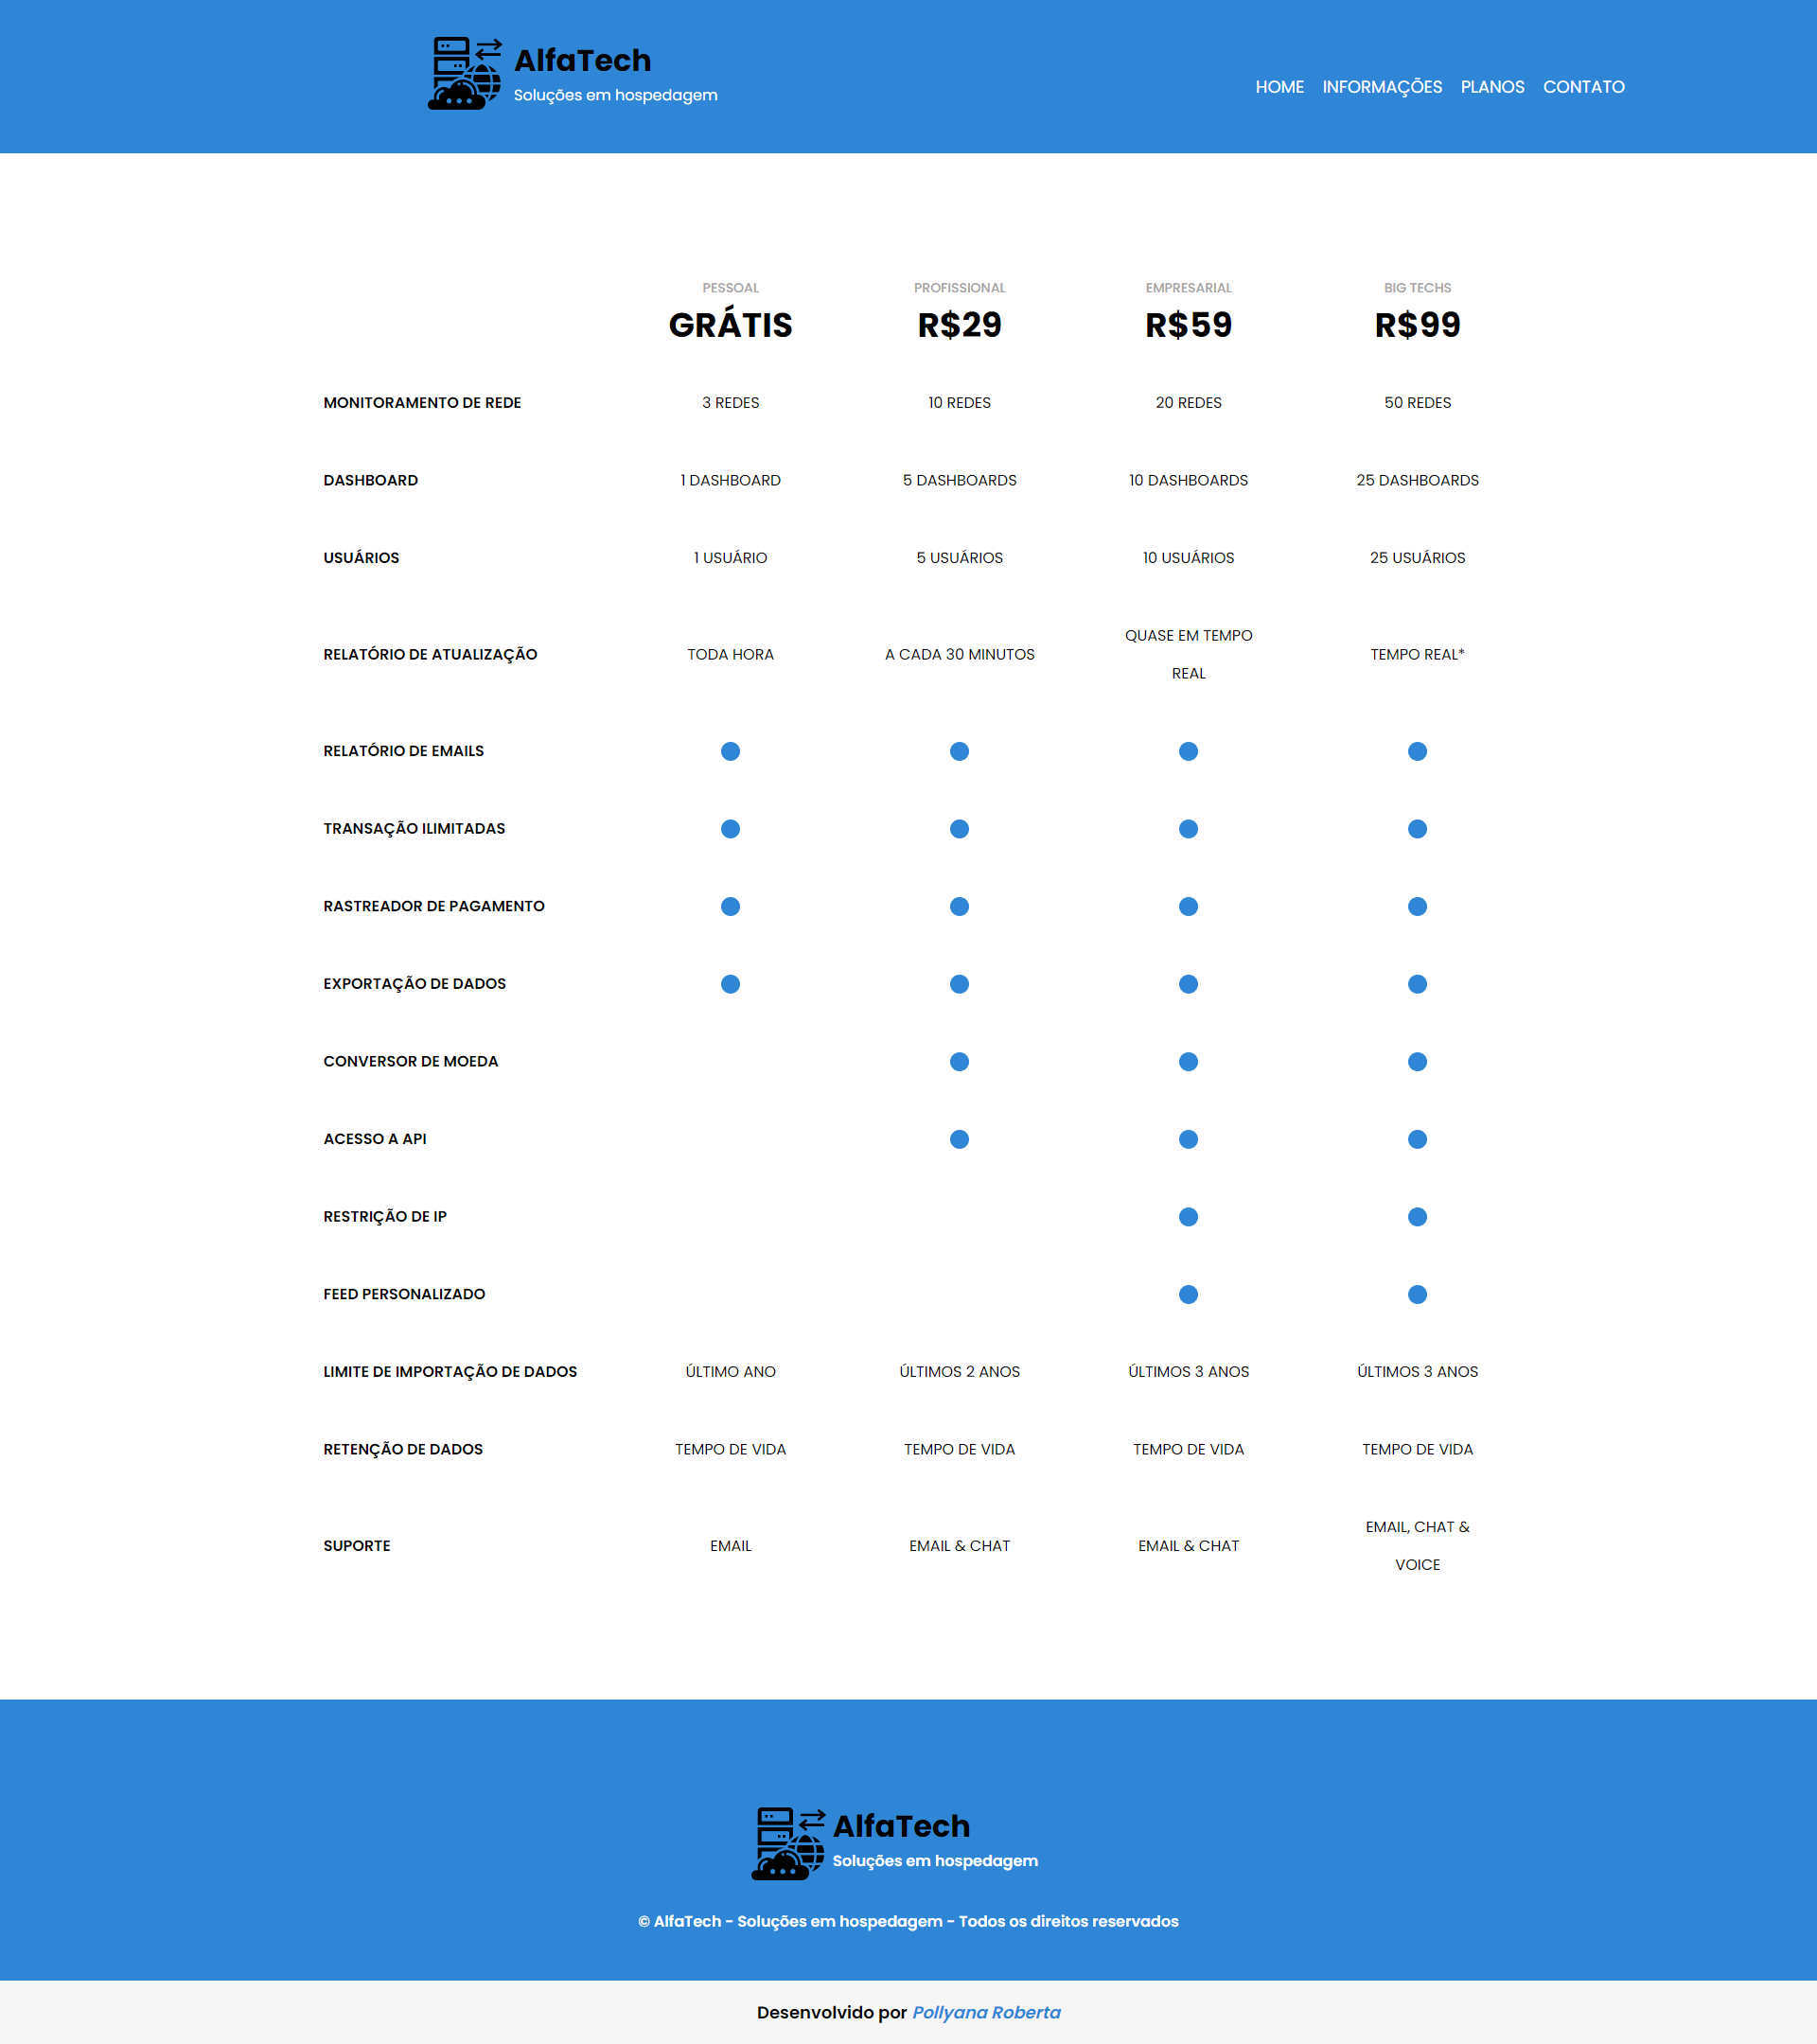 AlfaTech
Soluções em hospedagem
HOME INFORMAÇÕES PLANOS CONTATO
PESSOAL PROFISSIONAL EMPRESARIAL BIG TECHS
GRÁTIS R$29 R$59 R$99
MONITORAMENTO DE REDE 3 REDES 10 REDES 20 REDES 50 REDES
DASHBOARD 1 DASHBOARD 5 DASHBOARDS 10 DASHBOARDS 25 DASHBOARDS
USUÁRIOS 1 USUÁRIO 5 USUÁRIOS 10 USUÁRIOS 25 USUÁRIOS
RELATÓRIO DE ATUALIZAÇÃO TODA HORA A CADA 30 MINUTOS QUASE EM TEMPO
REAL
TEMPO REAL*
RELATÓRIO DE EMAILS
TRANSAÇÃO ILIMITADAS
RASTREADOR DE PAGAMENTO
EXPORTAÇÃO DE DADOS
CONVERSOR DE MOEDA
ACESSO A API
RESTRIÇÃO DE IP
FEED PERSONALIZADO
LIMITE DE IMPORTAÇÃO DE DADOS ÚLTIMO ANO ÚLTIMOS 2 ANOS ÚLTIMOS 3 ANOS ÚLTIMOS 3 ANOS
RETENÇÃO DE DADOS TEMPO DE VIDA TEMPO DE VIDA TEMPO DE VIDA TEMPO DE VIDA
SUPORTE EMAIL EMAIL & CHAT EMAIL & CHAT EMAIL, CHAT &
VOICE
AlfaTech
Soluções em hospedagem
© AlfaTech - Soluções em hospedagem - Todos os direitos reservados
Desenvolvido por Pollyana Roberta